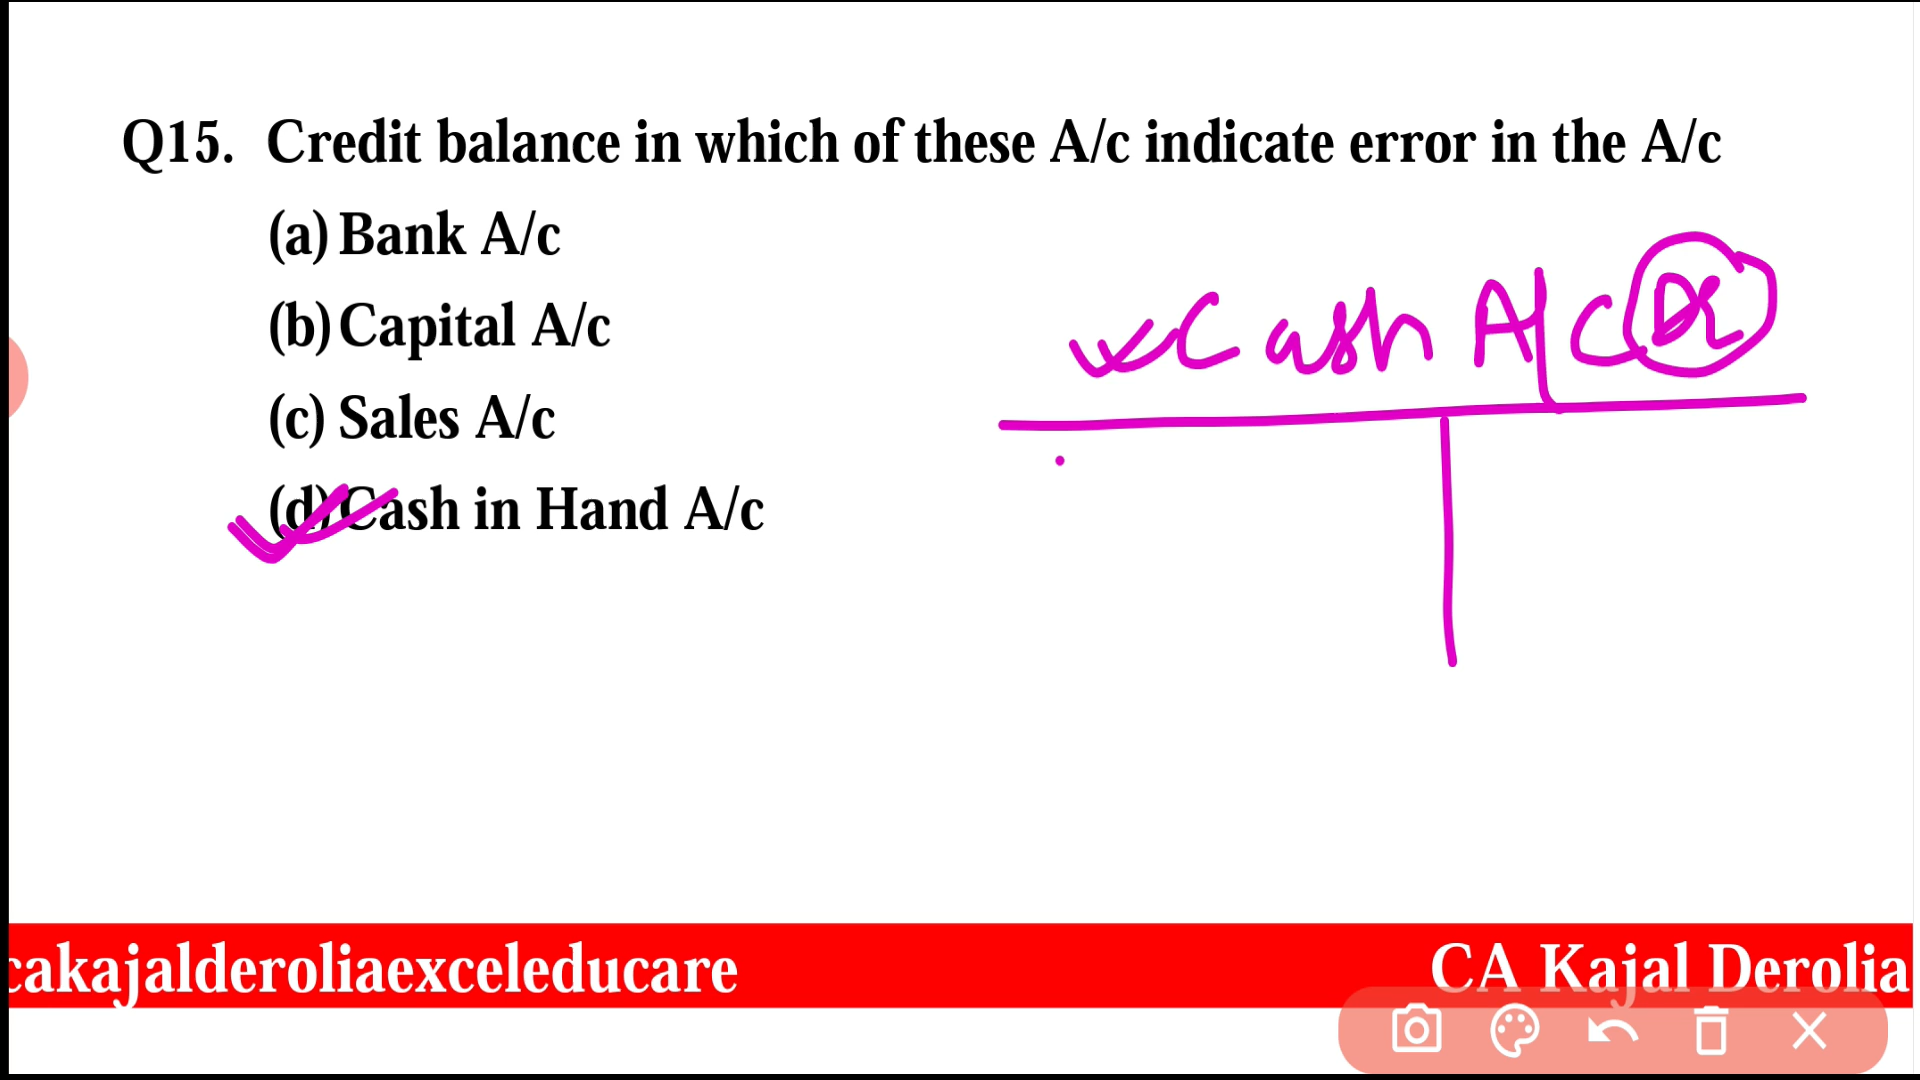 Q15. Credit balance in which of these A/c indicate error in the A/c
(a) Bank A/c
(b) Capital A/c
(c) Sales A/c
(d) Cash in Hand A/c
Cash A/c
cakajalderoliaexceleducare
CA Kajal Derolia